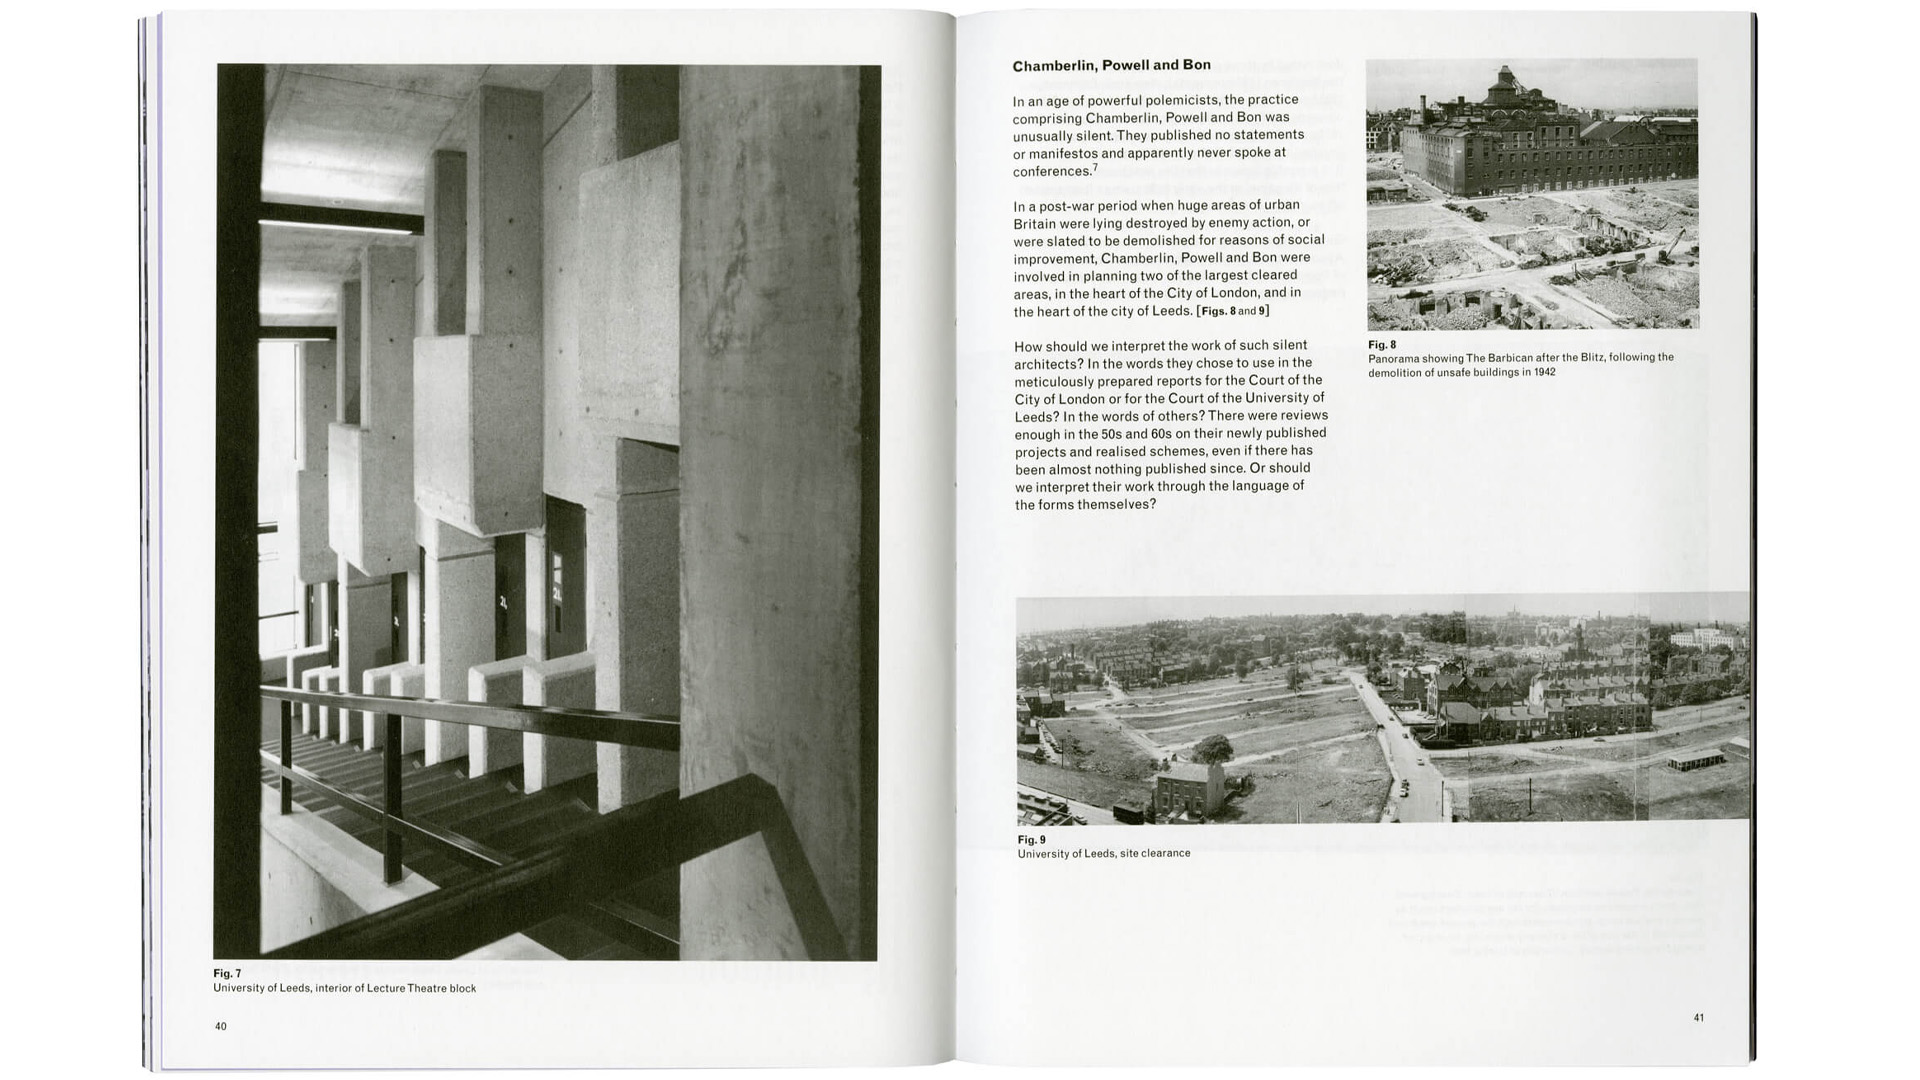 Fig. 7
University of Leeds, interior of Lecture Theatre block
40
Chamberlin, Powell and Bon
In an age of powerful polemicists, the practice
comprising Chamberlin, Powell and Bon was
unusually silent. They published no statements
or manifestos and apparently never spoke at
conferences.7
In a post-war period when huge areas of urban
Britain were lying destroyed by enemy action, or
were slated to be demolished for reasons of social
improvement, Chamberlin, Powell and Bon were
involved in planning two of the largest cleared
areas, in the heart of the City of London, and in
the heart of the city of Leeds. [Figs. 8 and 9]
How should we interpret the work of such silent
architects? In the words they chose to use in the
meticulously prepared reports for the Court of the
City of London or for the Court of the University of
Leeds? In the words of others? There were reviews
enough in the 50s and 60s on their newly published
projects and realised schemes, even if there has
been almost nothing published since. Or should
we interpret their work through the language of
the forms themselves?
Fig. 8
Panorama showing The Barbican after the Blitz, following the
demolition of unsafe buildings in 1942
Fig. 9
University of Leeds, site clearance
41